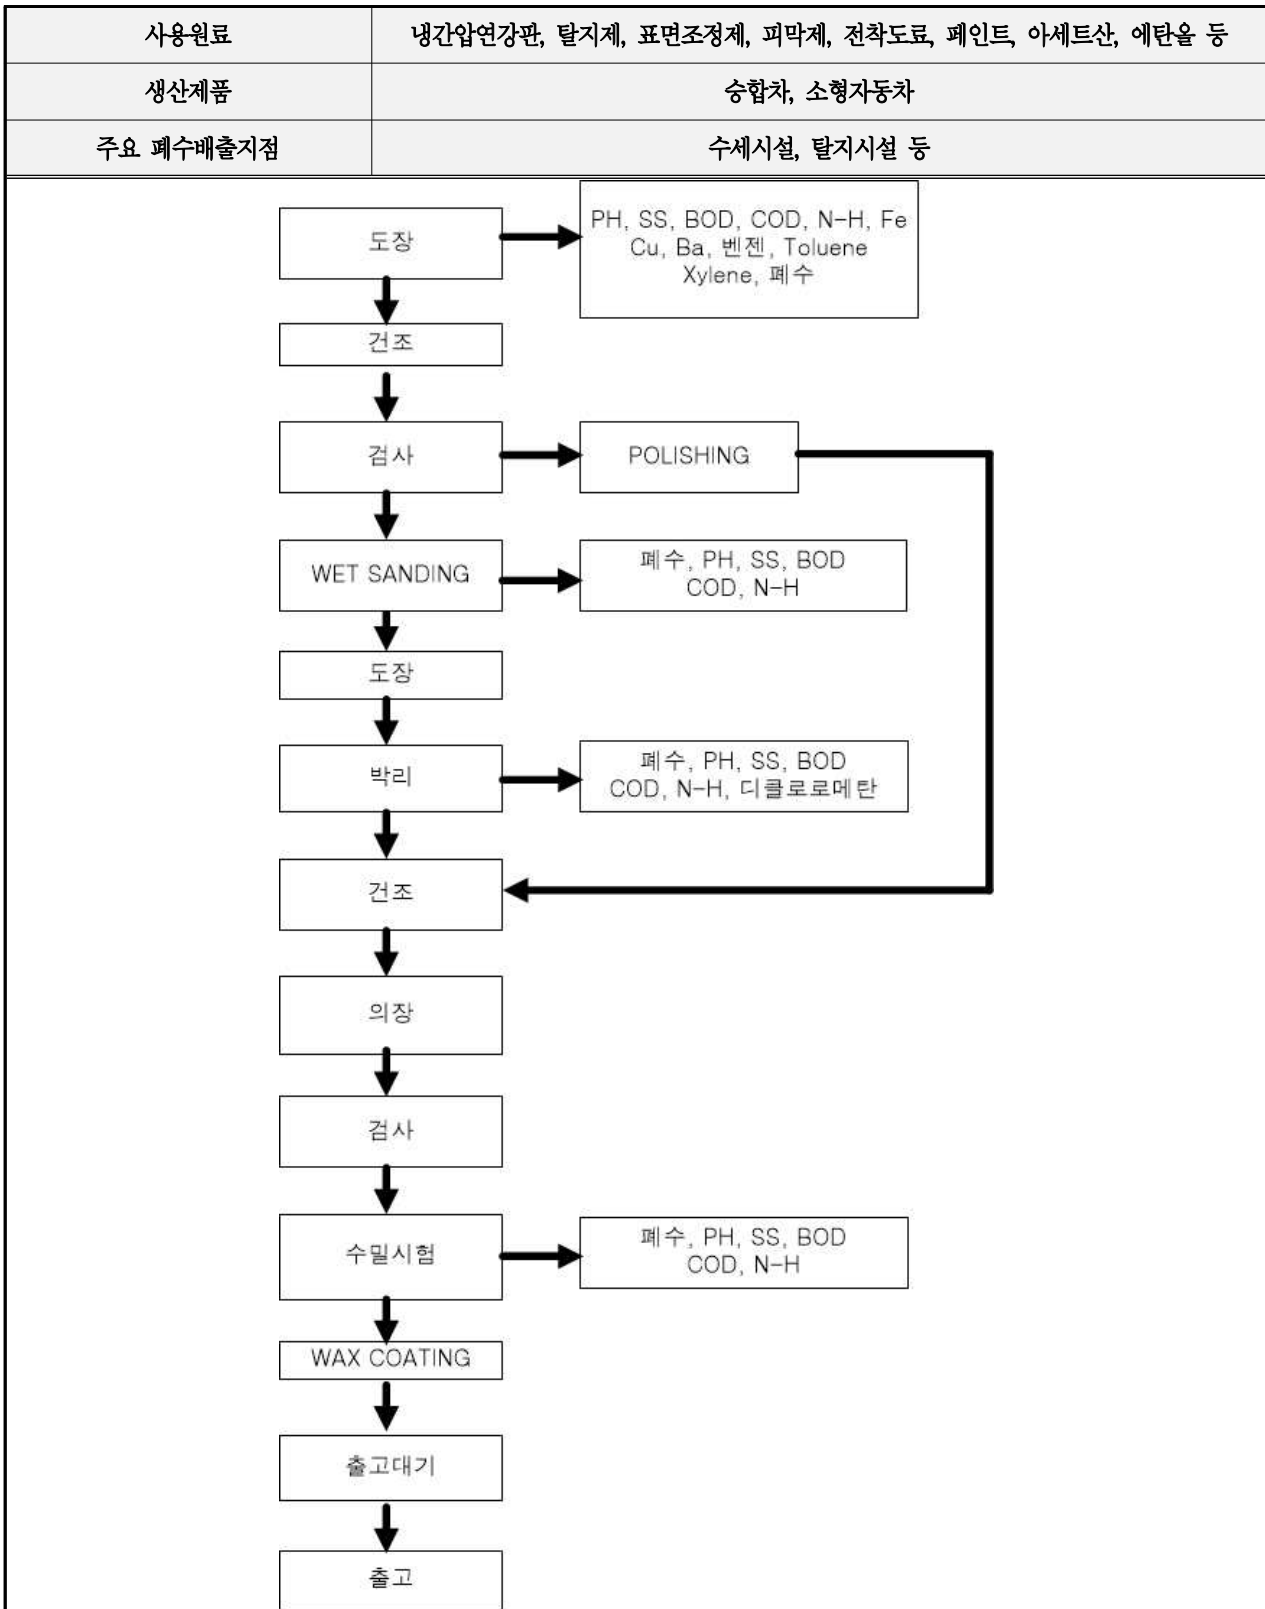 사용원료
냉간압연강판, 탈지제, 표면조정제, 피막제, 전착도료, 페인트, 아세트산, 에탄올 등
생산제품
승합차, 소형자동차
주요 폐수배출지점
수세시설, 탈지시설 등
도장
PH, SS, BOD, COD, N-H, Fe
Cu, Ba, 벤젠, Toluene
Xylene, 폐수
건조
검사
POLISHING
WET SANDING
폐수, PH, SS, BOD
COD, N-H
도장
박리
폐수, PH, SS, BOD
COD, N-H, 디클로로메탄
건조
의장
검사
수밀시험
폐수, PH, SS, BOD
COD, N-H
WAX COATING
출고대기
출고